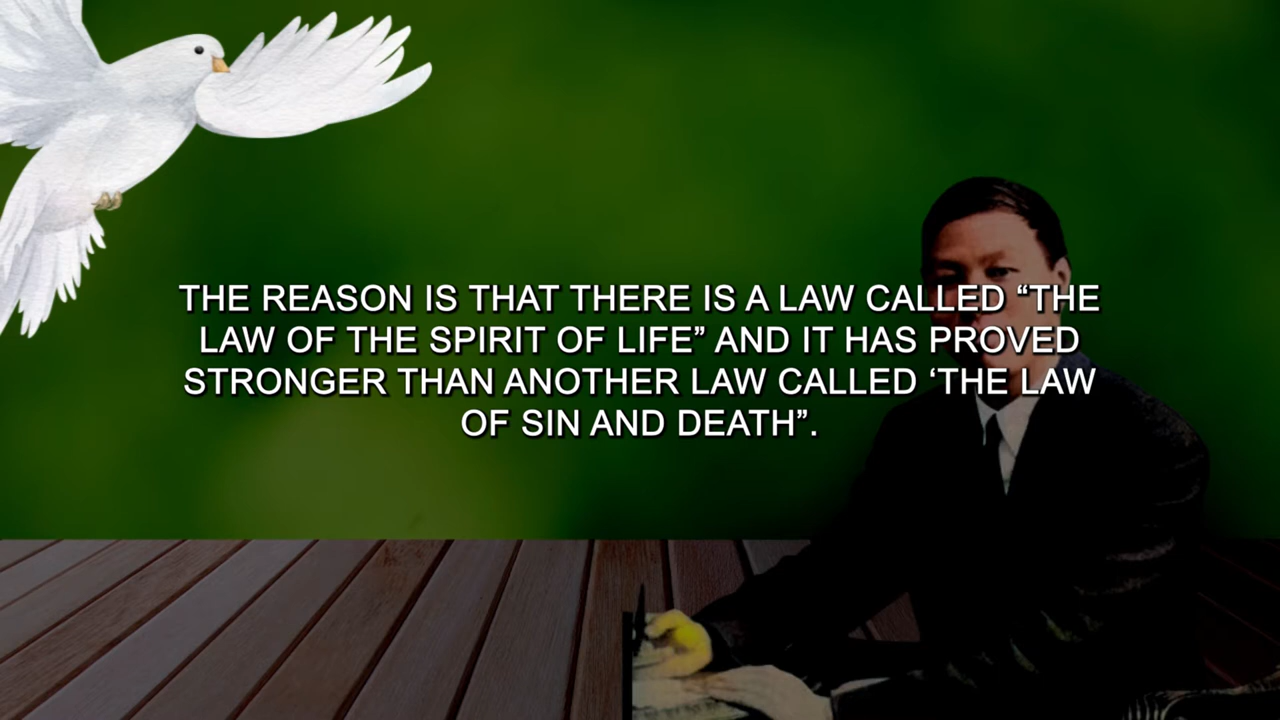 THE REASON IS THAT THERE IS A LAW CALLED “THE
LAW OF THE SPIRIT OF LIFE” AND IT HAS PROVED
STRONGER THAN ANOTHER LAW CALLED ‘THE LAW
OF SIN AND DEATH”.